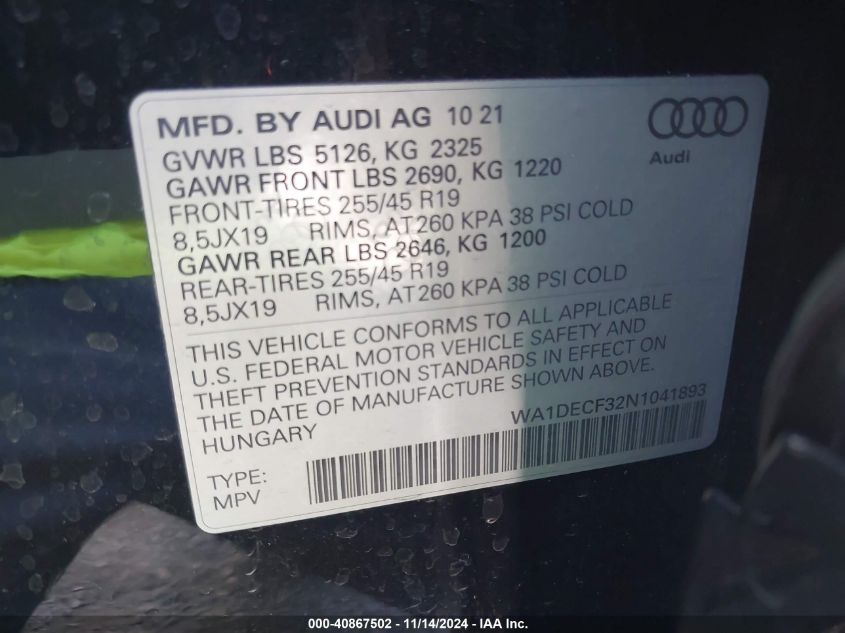 MFD. BY AUDI AG 10 21
Audi
GVWR LBS 5126, KG 2325
GAWR FRONT LBS 2690, KG 1220
FRONT-TIRES 255/45 R19
8,5JX19 RIMS, AT260 KPA 38 PSI COLD
GAWR REAR LBS 2646, KG 1200
REAR-TIRES 255/45 R19
8,5JX19 RIMS, AT260 KPA 38 PSI COLD
THIS VEHICLE CONFORMS TO ALL APPLICABLE
U.S. FEDERAL MOTOR VEHICLE SAFETY AND
THEFT PREVENTION STANDARDS IN EFFECT ON
THE DATE OF MANUFACTURE SHOWN ABOVE.
HUNGARY
WA1DECF32N1041893
TYPE:
MPV
000-40867502 - 11/14/2024 - IAA Inc.